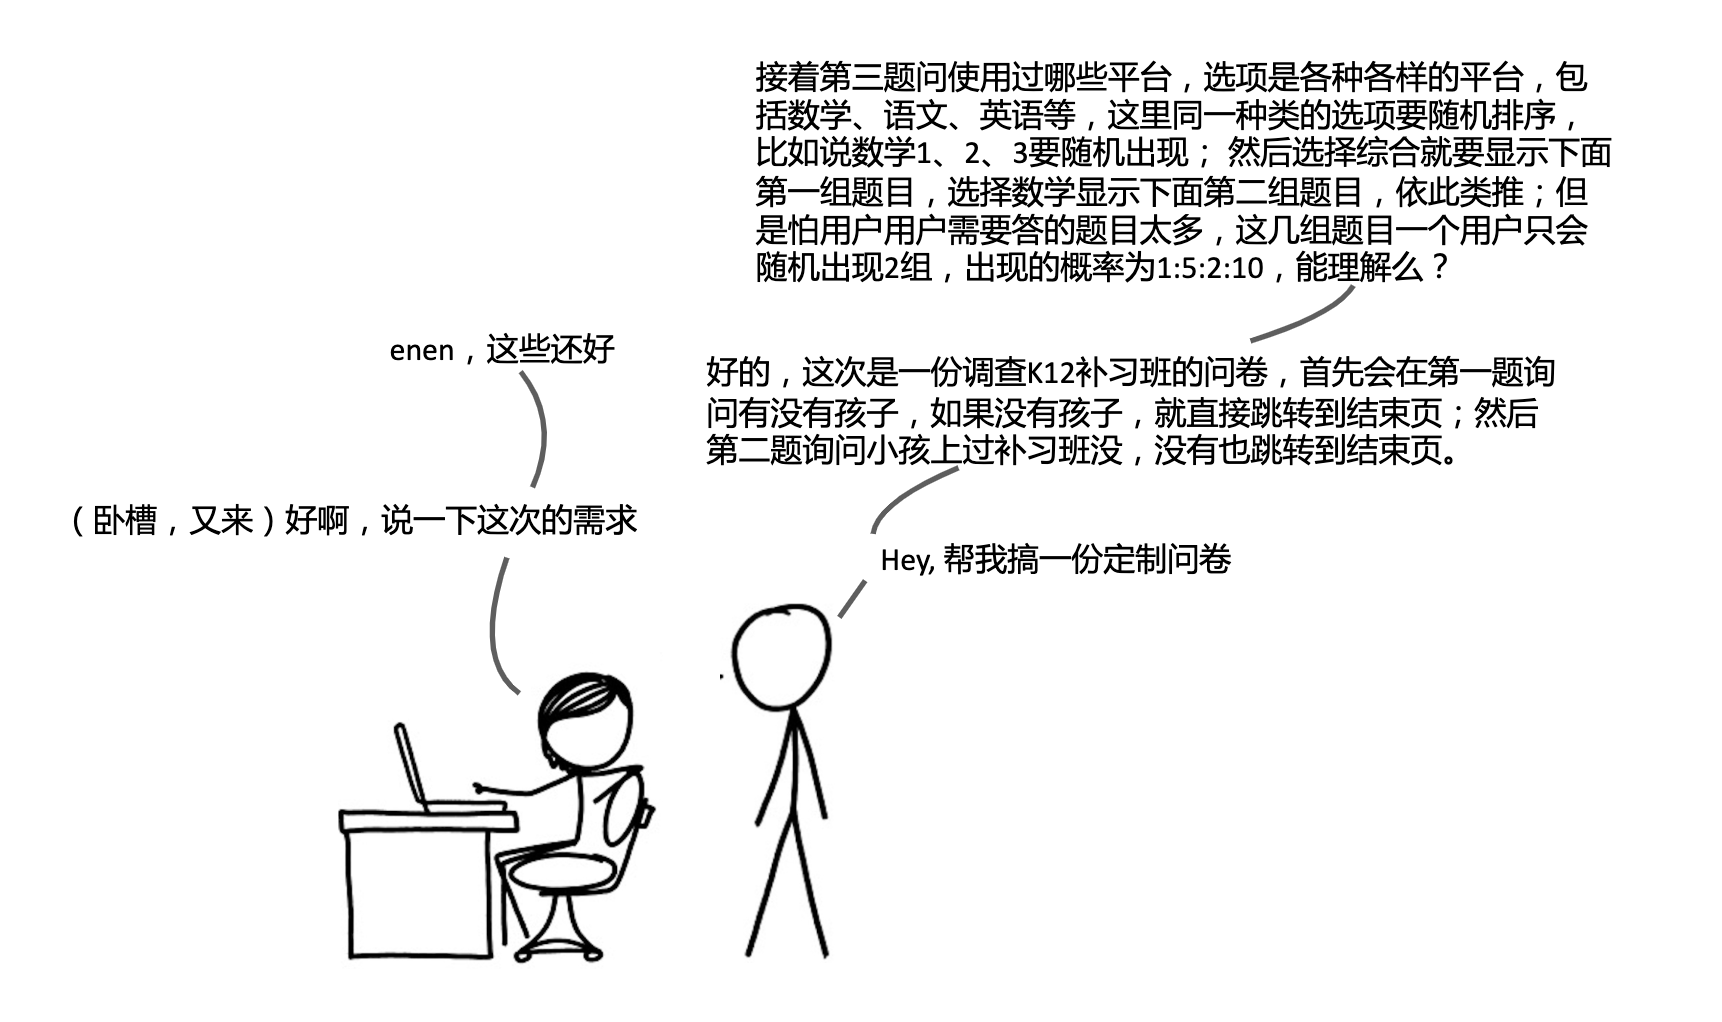 接着第三题问使用过哪些平台，选项是各种各样的平台，包
括数学、语文、英语等，这里同一种类的选项要随机排序，
比如说数学1、2、3要随机出现； 然后选择综合就要显示下面
第一组题目，选择数学显示下面第二组题目，依此类推；但
是怕用户用户需要答的题目太多，这几组题目一个用户只会
随机出现2组，出现的概率为1:5:2:10，能理解么？
enen，这些还好
好的，这次是一份调查K12补习班的问卷，首先会在第一题询
问有没有孩子，如果没有孩子，就直接跳转到结束页；然后
第二题询问小孩上过补习班没，没有也跳转到结束页。
（卧槽，又来）好啊，说一下这次的需求
Hey, 帮我搞一份定制问卷